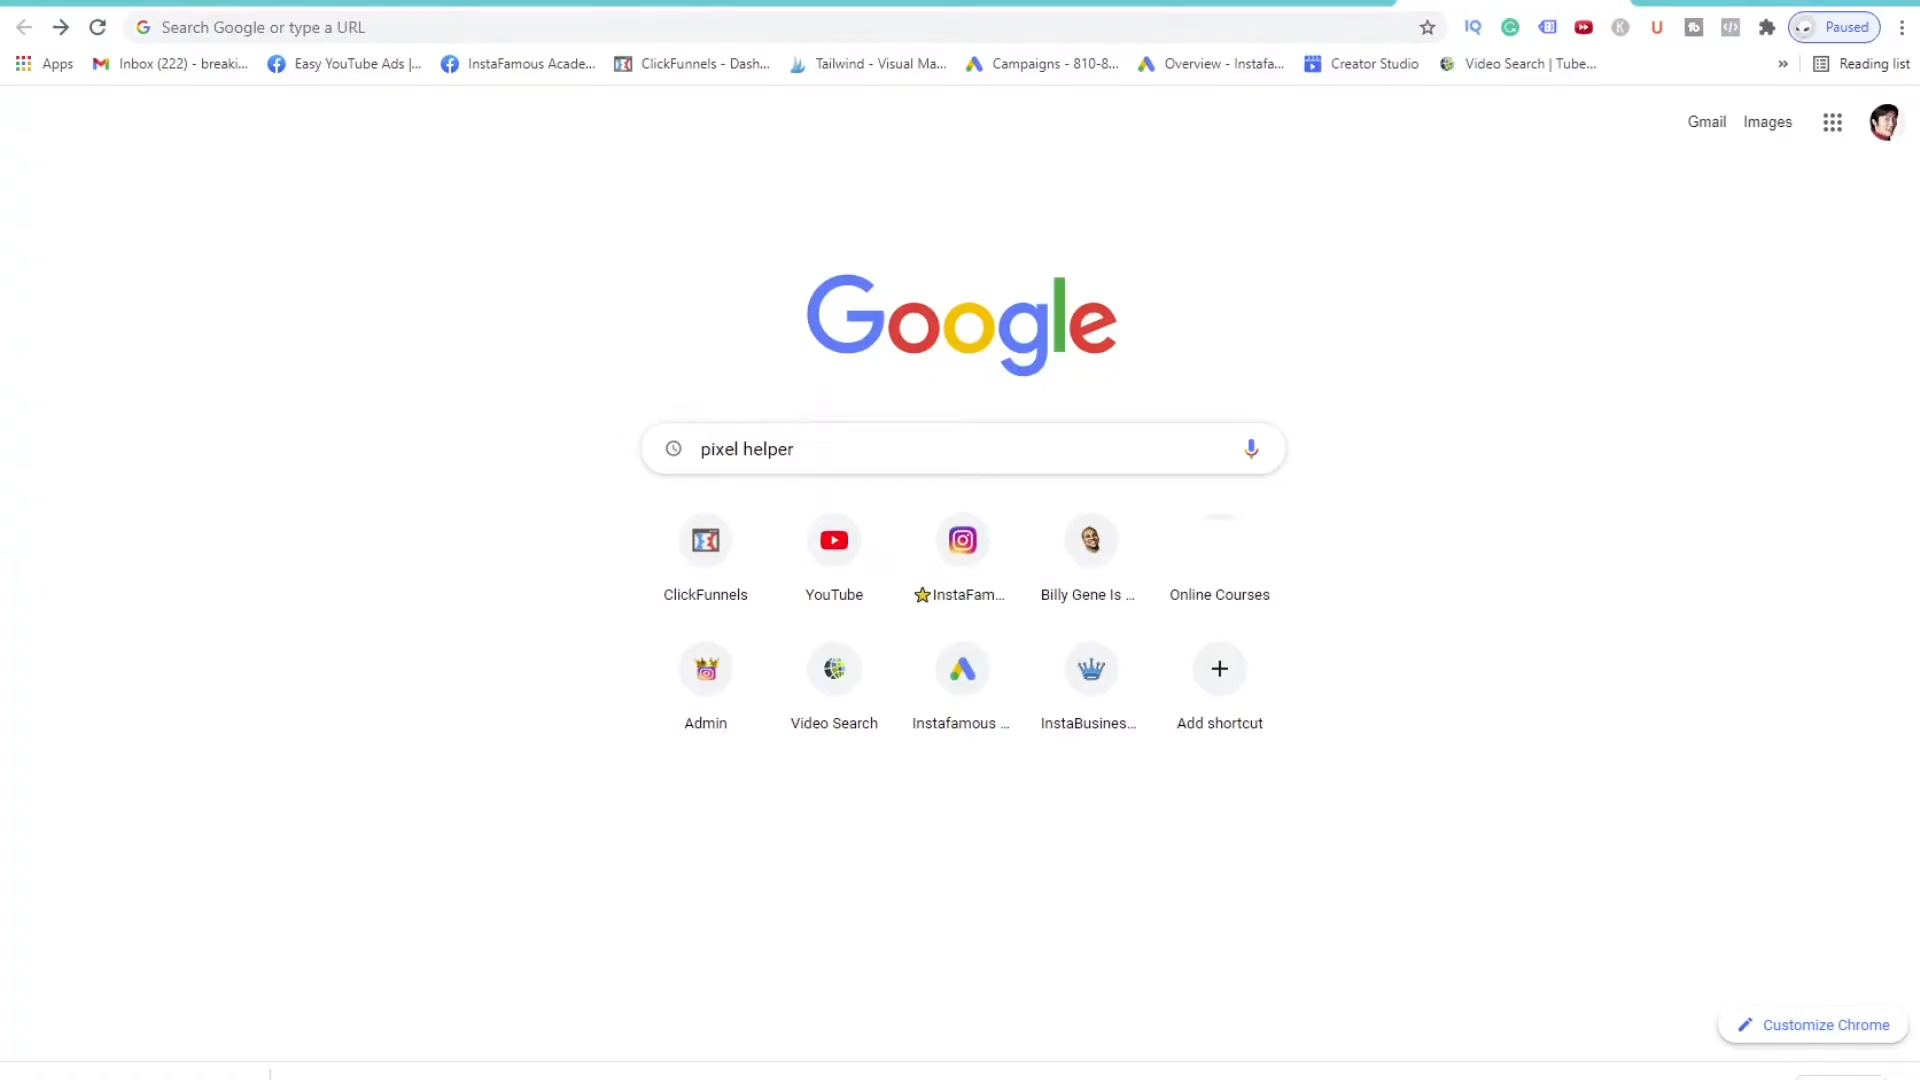 Search Google or type a URL
Paused
Apps
Inbox (222) - breaki...
Easy YouTube Ads |...
InstaFamous Acade...
ClickFunnels - Dash...
Tailwind - Visual Ma...
Campaigns - 810-8...
Overview - Instafa...
Creator Studio
Video Search | Tube...
»
Reading list
Gmail
Images
Google
pixel helper
ClickFunnels
YouTube
⭐InstaFam...
Billy Gene Is ...
Online Courses
Admin
Video Search
Instafamous ...
InstaBusines...
Add shortcut
Customize Chrome